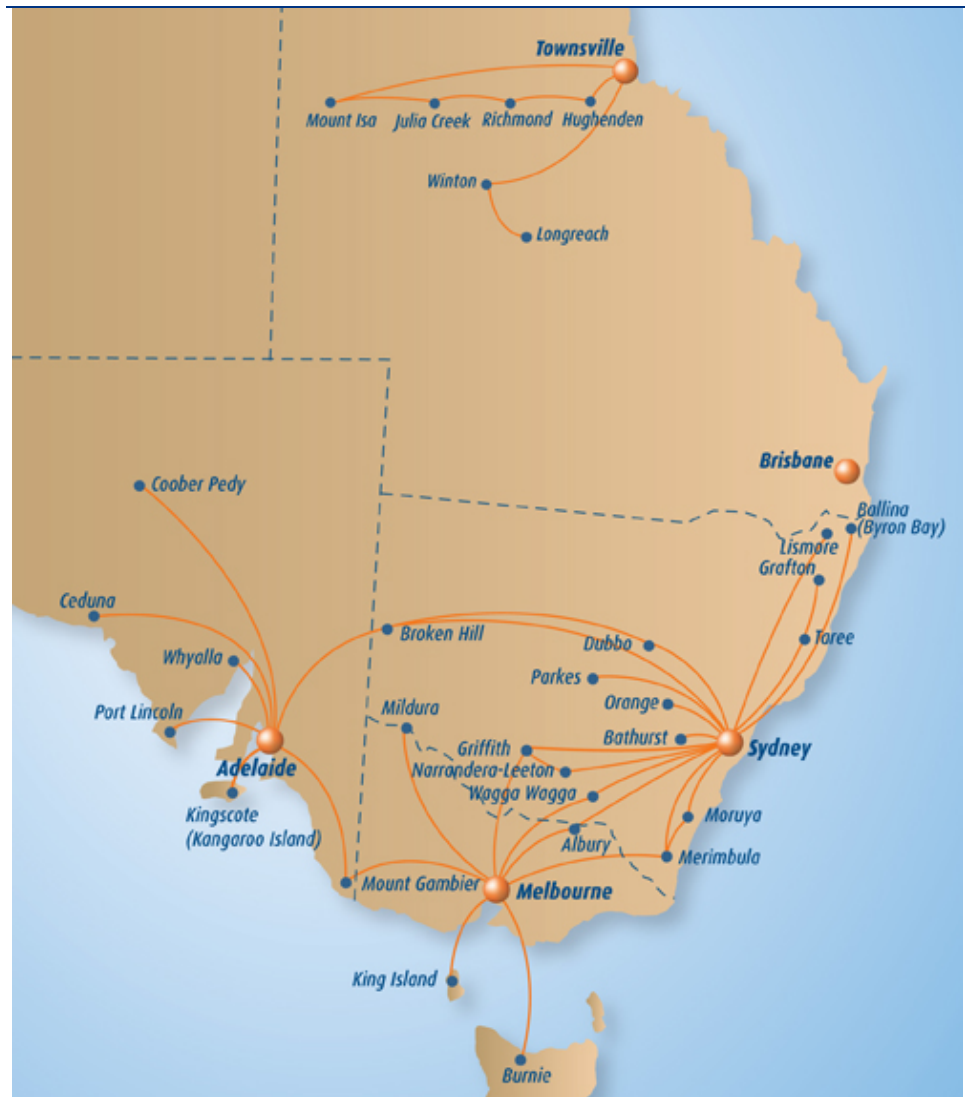 Townsville
Mount Isa
Julia Creek
Richmond
Hughenden
Winton
Longreach
Brisbane
Coober Pedy
Ballina
(Byron Bay)
Lismore
Grafton
Ceduna
Broken Hill
Dubbo
Taree
Whyalla
Parkes
Port Lincoln
Mildura
Orange
Bathurst
Sydney
Griffith
Adelaide
Narrandera-Leeton
Wagga Wagga
Kingscote
(Kangaroo Island)
Moruya
Albury
Merimbula
Mount Gambier
Melbourne
King Island
Burnie